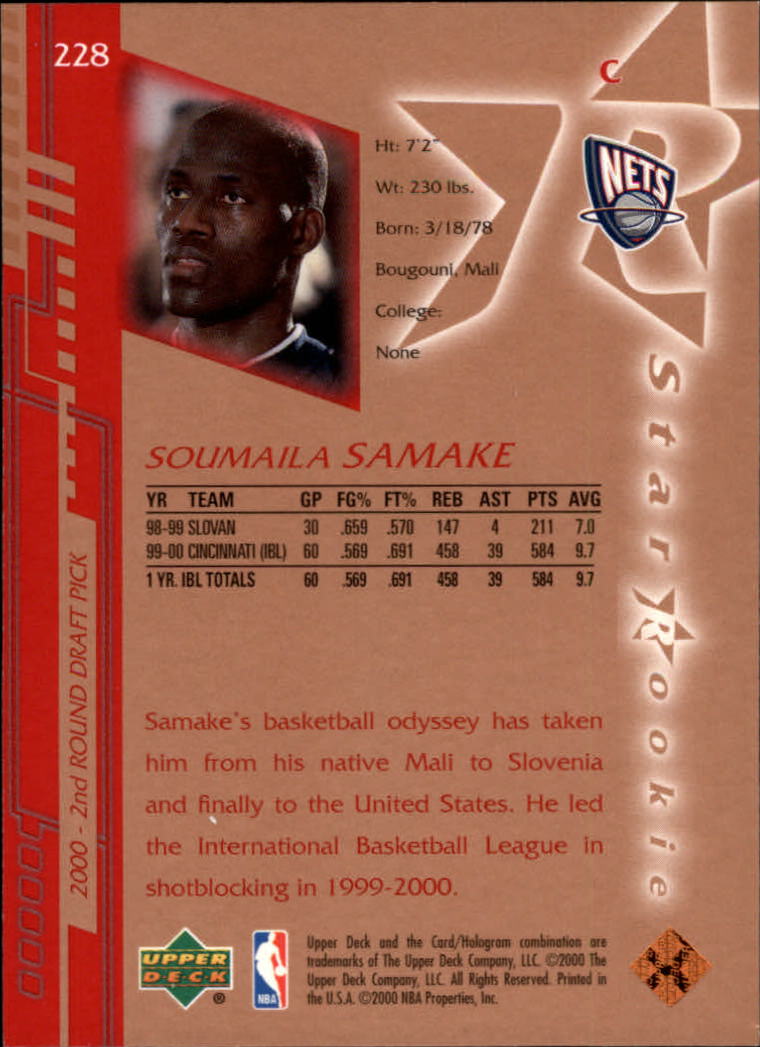 228
C
NETS
Ht: 7'2"
Wt: 230 lbs.
Born: 3/18/78
Bougouni, Mali
College:
None
Star Rookie
SOUMAILA SAMAKE
YR TEAM GP FG% FT% REB AST PTS AVG
98-99 SLOVAN 30 .659 .570 147 4 211 7.0
99-00 CINCINNATI (IBL) 60 .569 .691 458 39 584 9.7
1 YR. IBL TOTALS 60 .569 .691 458 39 584 9.7
2000 - 2nd ROUND DRAFT PICK
Samake's basketball odyssey has taken
him from his native Mali to Slovenia
and finally to the United States. He led
the International Basketball League in
shotblocking in 1999-2000.
UPPER
DECK
®
NBA
Upper Deck and the Card/Hologram combination are
trademarks of The Upper Deck Company, LLC. ©2000 The
Upper Deck Company, LLC. All Rights Reserved. Printed in
the U.S.A. ©2000 NBA Properties, Inc.